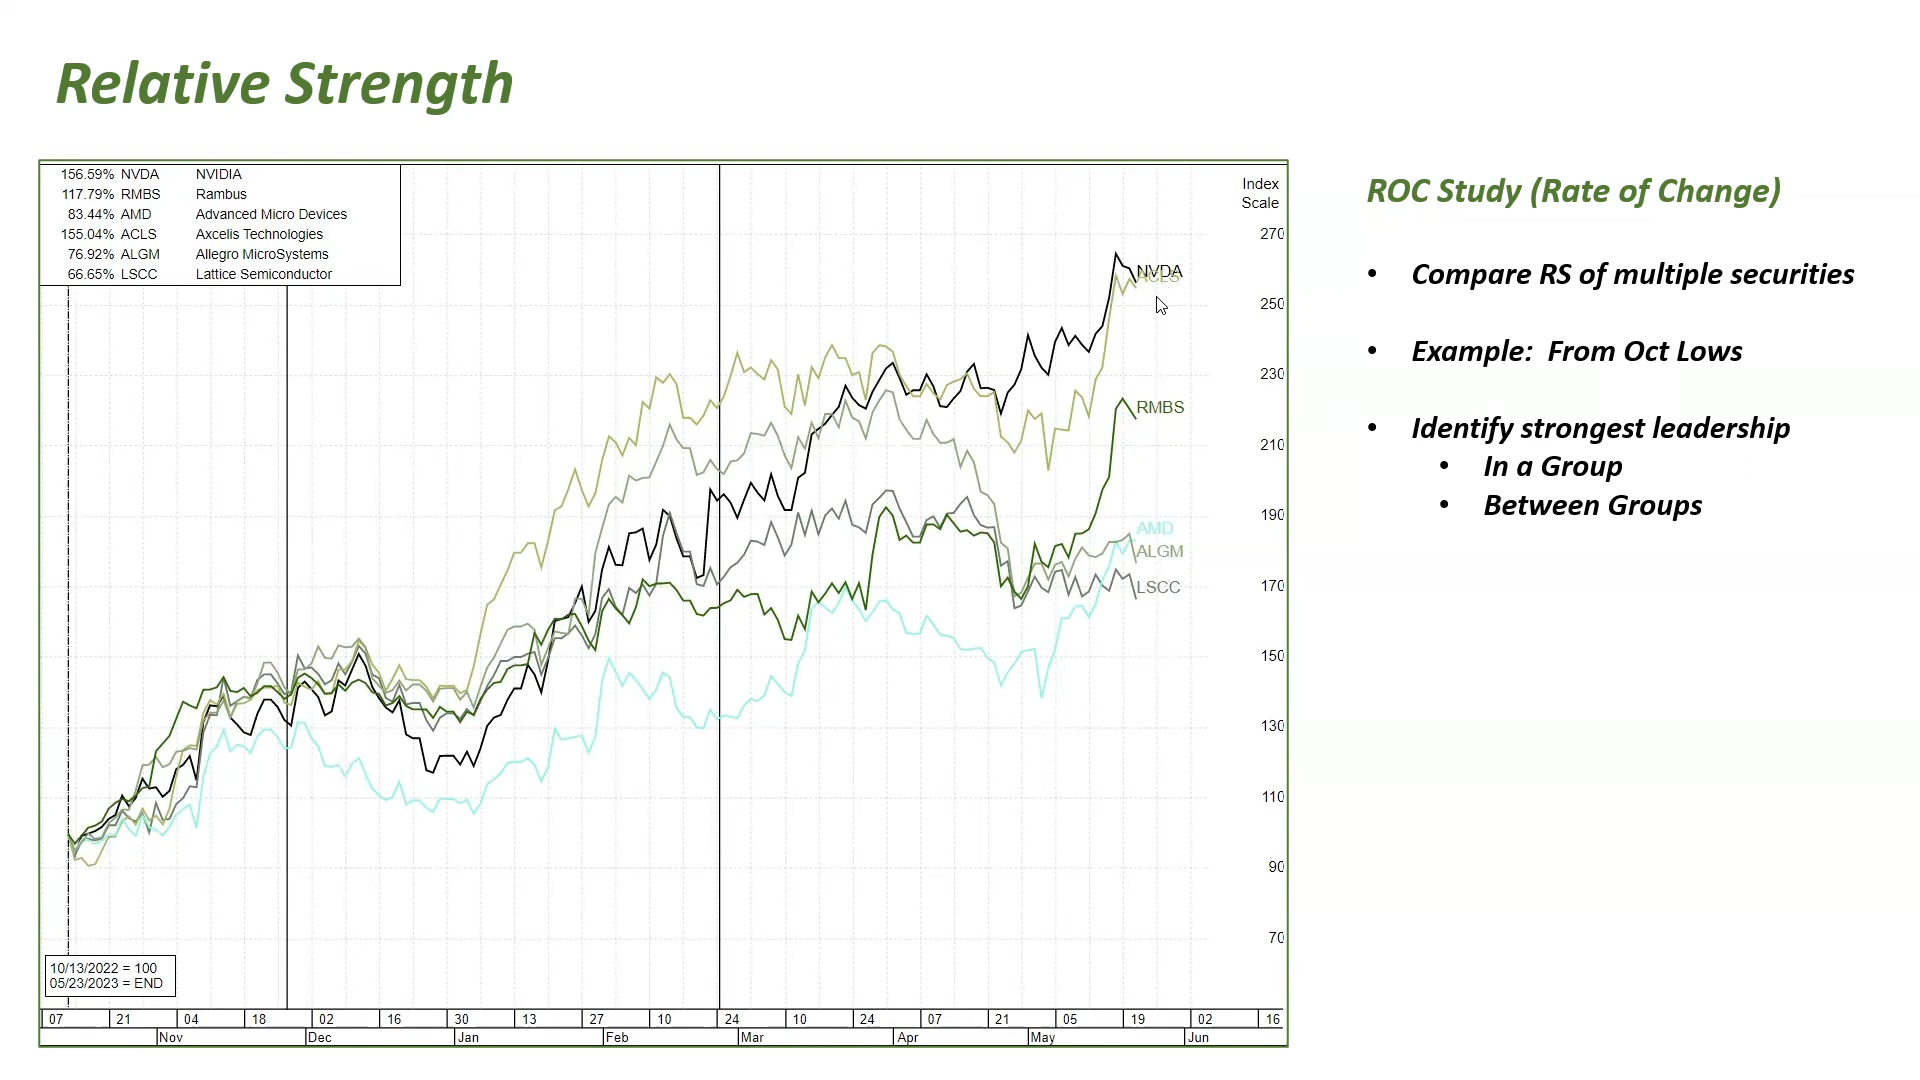 Relative Strength
156.59% NVDA NVIDIA
117.79% RMBS Rambus
83.44% AMD Advanced Micro Devices
155.04% ACLS Axcelis Technologies
76.92% ALGM Allegro MicroSystems
66.65% LSCC Lattice Semiconductor
Index
Scale
270
250
230
210
190
170
150
130
110
90
70
NVDA
ACLS
RMBS
AMD
ALGM
LSCC
10/13/2022 = 100
05/23/2023 = END
07 21 04 18 02 16 30 13 27 10 24 10 24 07 21 05 19 02 16
Nov Dec Jan Feb Mar Apr May Jun
ROC Study (Rate of Change)
• Compare RS of multiple securities
• Example: From Oct Lows
• Identify strongest leadership
• In a Group
• Between Groups